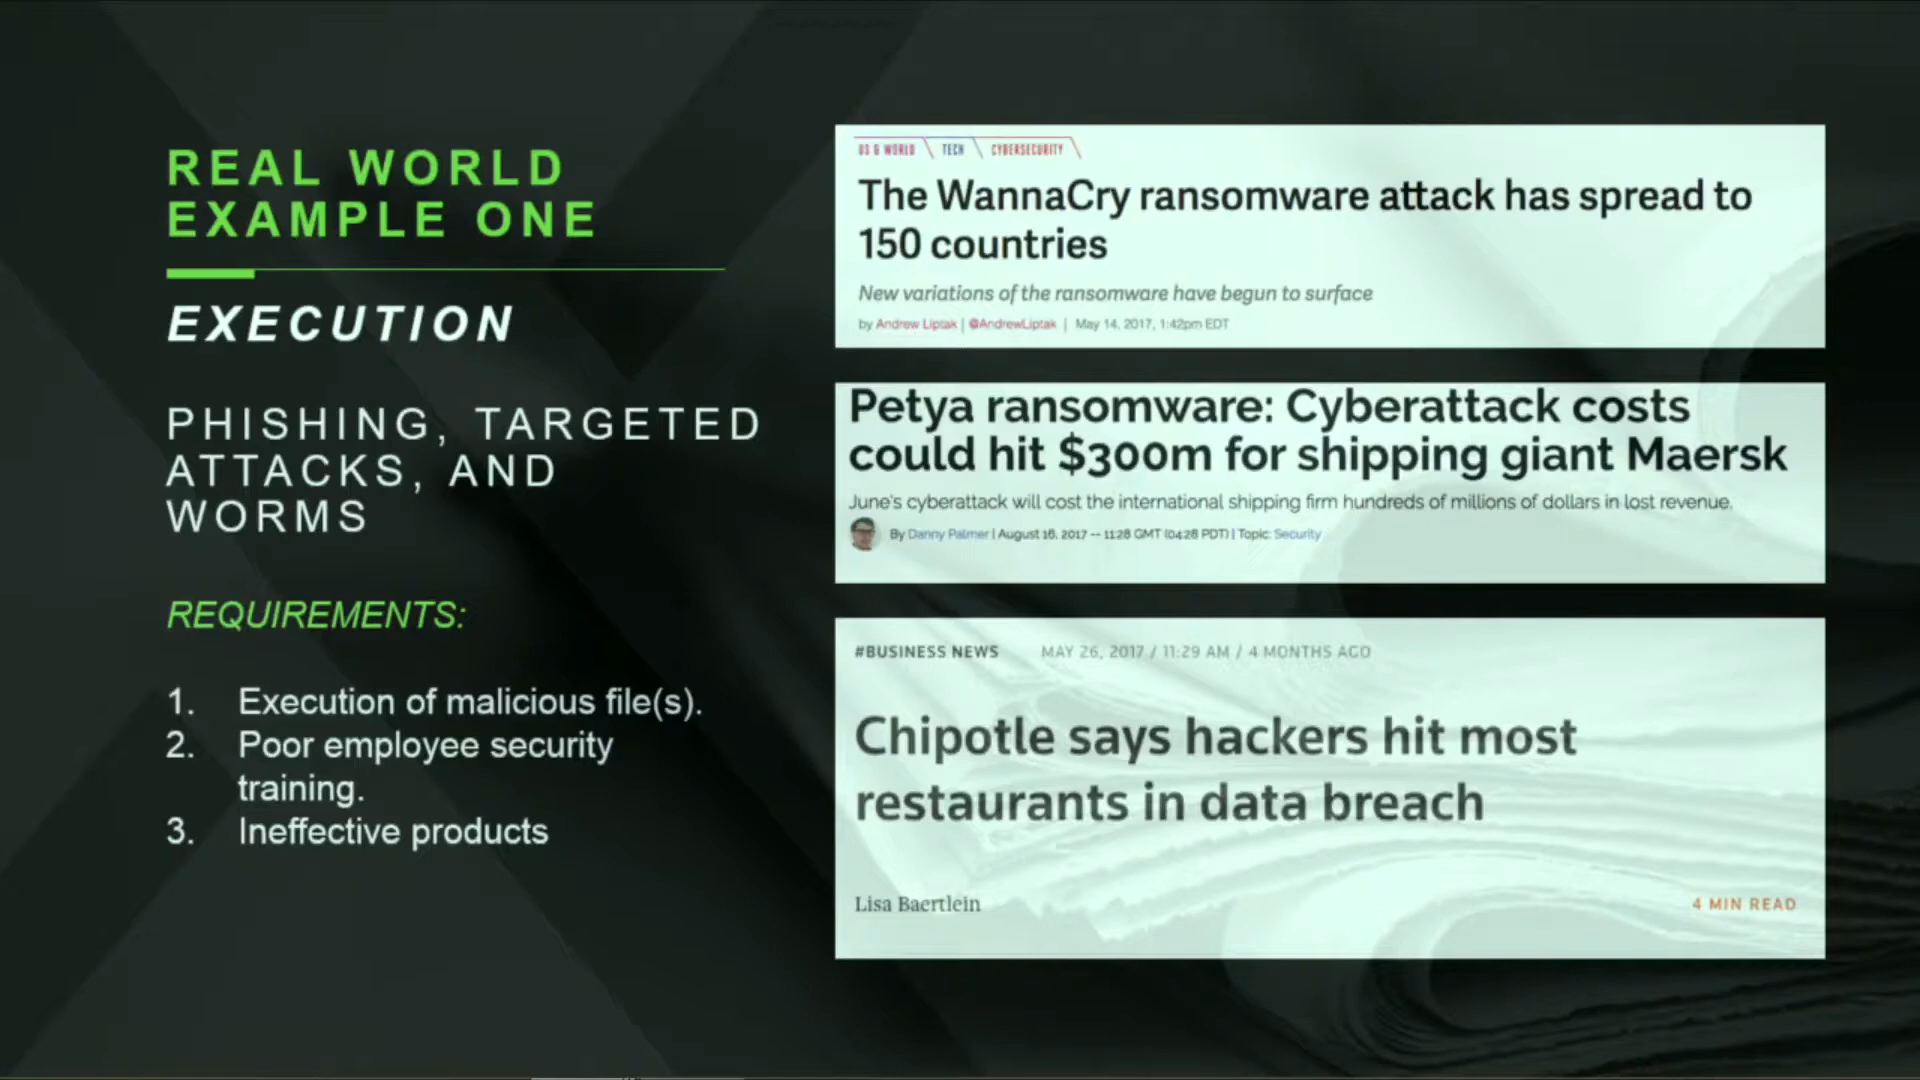 REAL WORLD
EXAMPLE ONE
EXECUTION
PHISHING, TARGETED
ATTACKS, AND
WORMS
REQUIREMENTS:
1. Execution of malicious file(s).
2. Poor employee security
training.
3. Ineffective products
US & WORLD TECH CYBERSECURITY
The WannaCry ransomware attack has spread to
150 countries
New variations of the ransomware have begun to surface
by Andrew Liptak | @AndrewLiptak | May 14, 2017, 1:42pm EDT
Petya ransomware: Cyberattack costs
could hit $300m for shipping giant Maersk
June's cyberattack will cost the international shipping firm hundreds of millions of dollars in lost revenue.
By Danny Palmer | August 16, 2017 -- 11:28 GMT (04:28 PDT) | Topic: Security
#BUSINESS NEWS MAY 26, 2017 / 11:29 AM / 4 MONTHS AGO
Chipotle says hackers hit most
restaurants in data breach
Lisa Baertlein
4 MIN READ